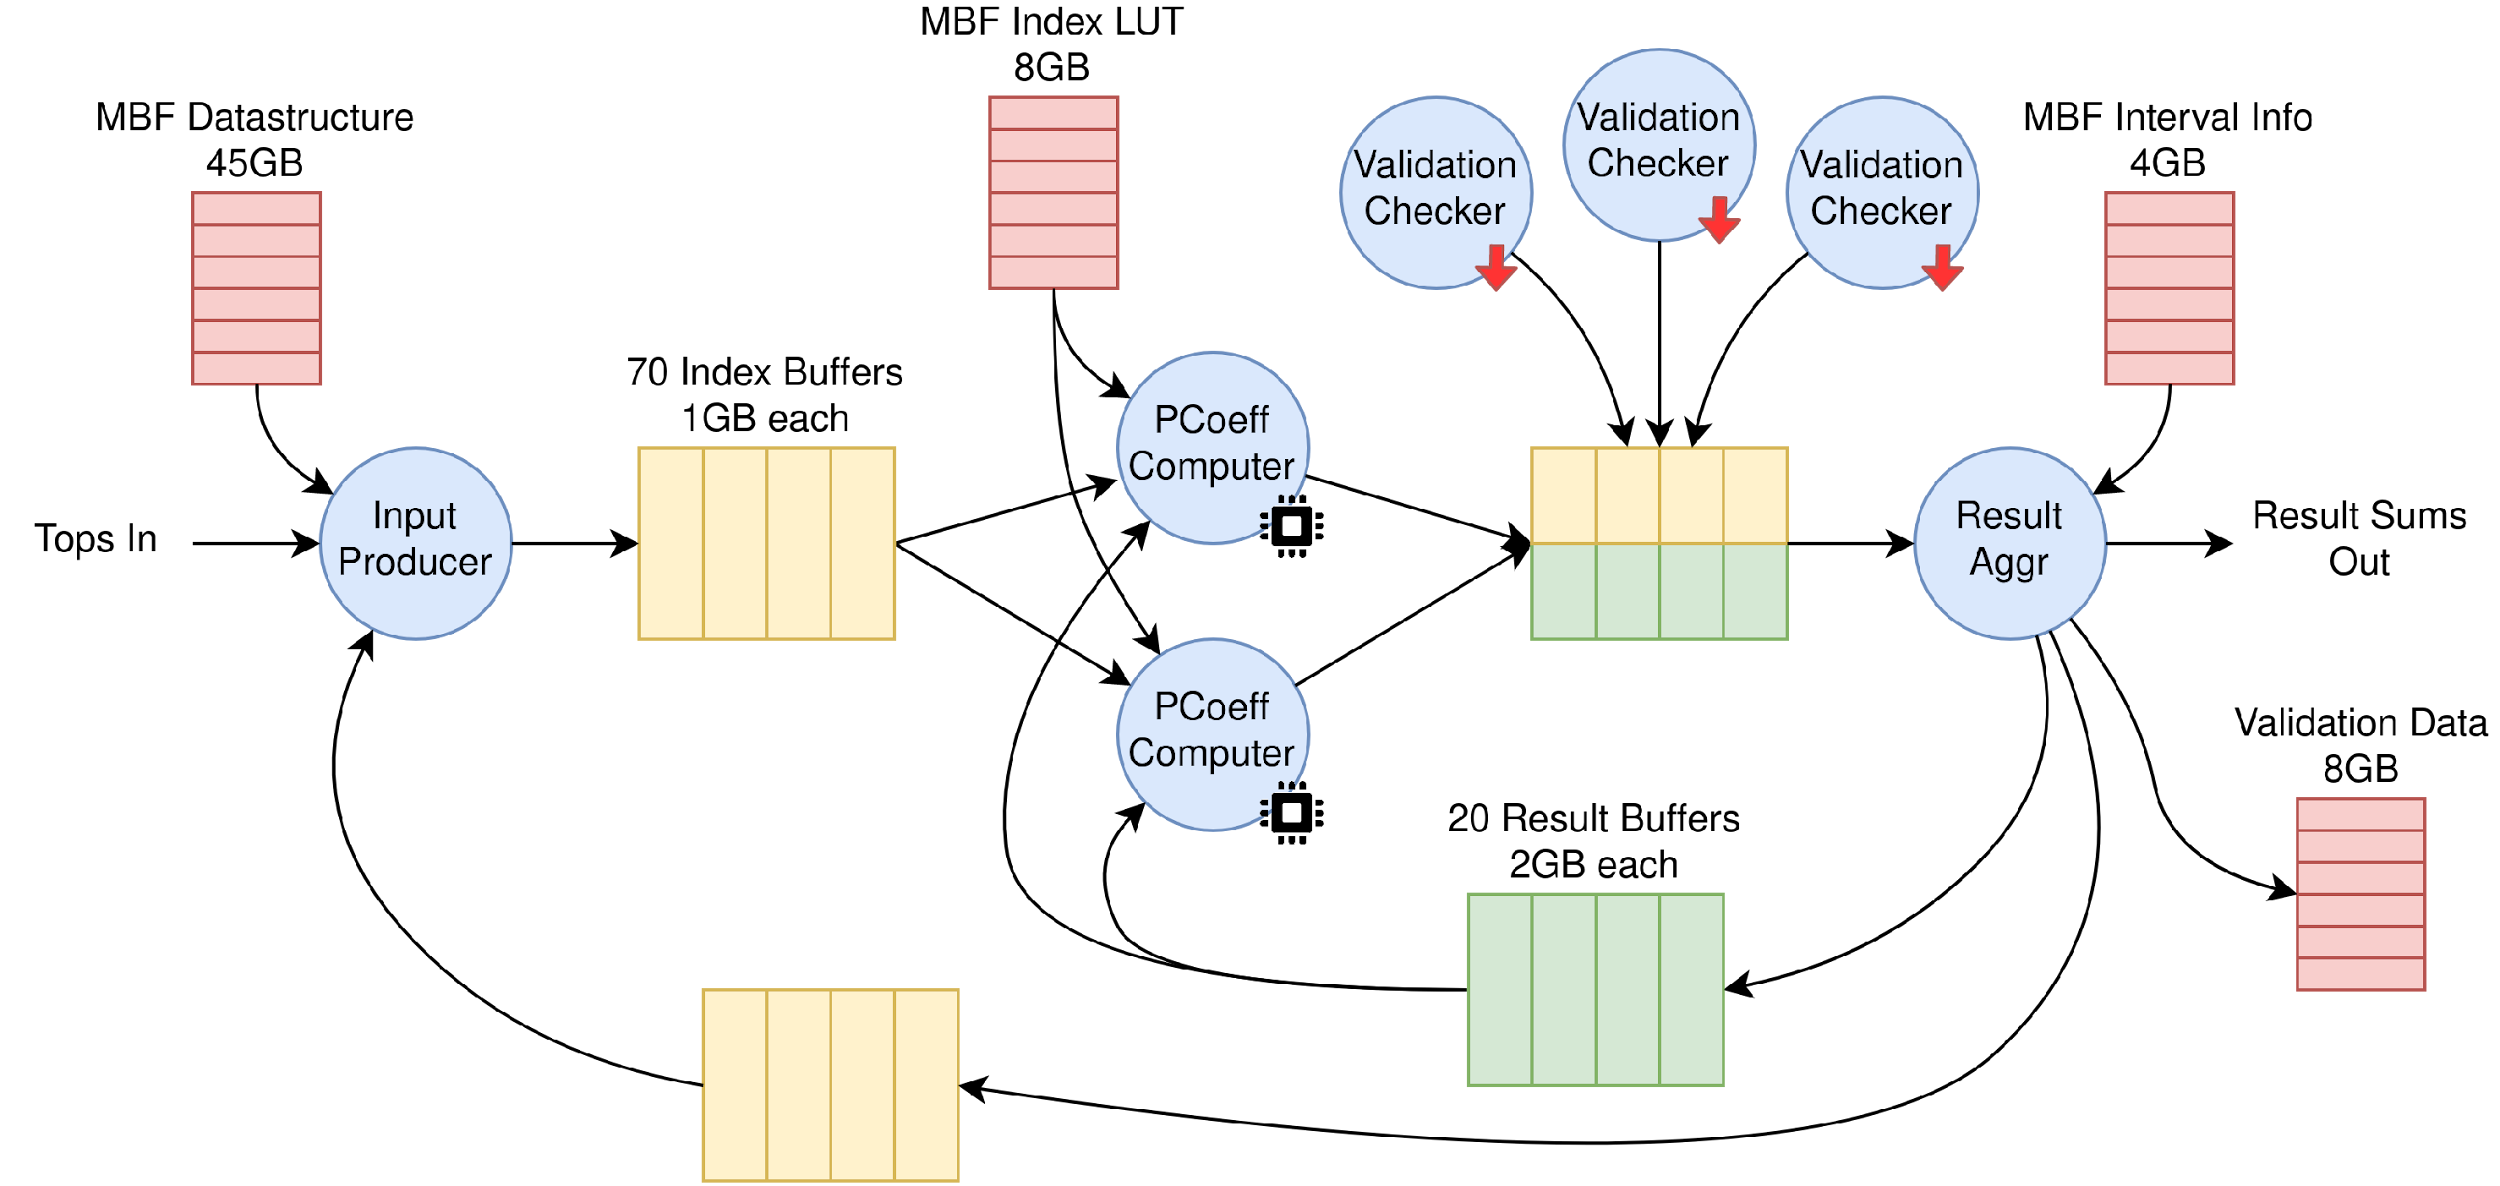 MBF Index LUT
8GB
MBF Datastructure
45GB
Validation
Checker
Validation
Checker
Validation
Checker
MBF Interval Info
4GB
70 Index Buffers
1GB each
PCoeff
Computer
Tops In
Input
Producer
Result
Aggr
Result Sums
Out
PCoeff
Computer
Validation Data
8GB
20 Result Buffers
2GB each